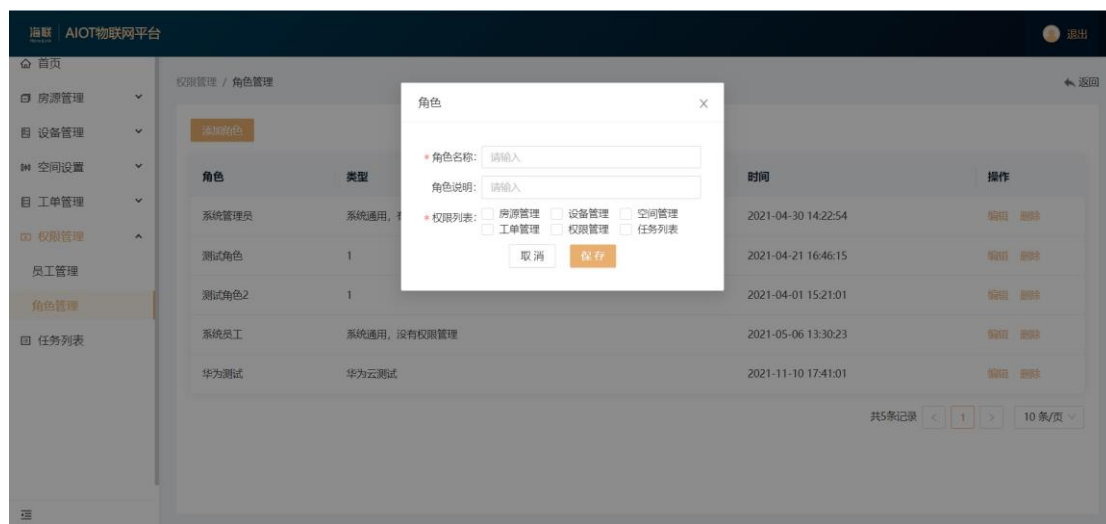 海联 AIOT物联网平台 退出
首页
权限管理 / 角色管理 返回
房源管理
设备管理
空间设置
工单管理
权限管理
员工管理
角色管理
任务列表
添加角色
角色 类型 时间 操作
系统管理员 系统通用， 2021-04-30 14:22:54 编辑 删除
测试角色 1 2021-04-21 16:46:15 编辑 删除
测试角色2 1 2021-04-01 15:21:01 编辑 删除
系统员工 系统通用，没有权限管理 2021-05-06 13:30:23 编辑 删除
华为测试 华为云测试 2021-11-10 17:41:01 编辑 删除
共5条记录 < 1 > 10 条/页
角色 X
* 角色名称: 请输入
角色说明: 请输入
* 权限列表: 房源管理 设备管理 空间管理
工单管理 权限管理 任务列表
取消 保存